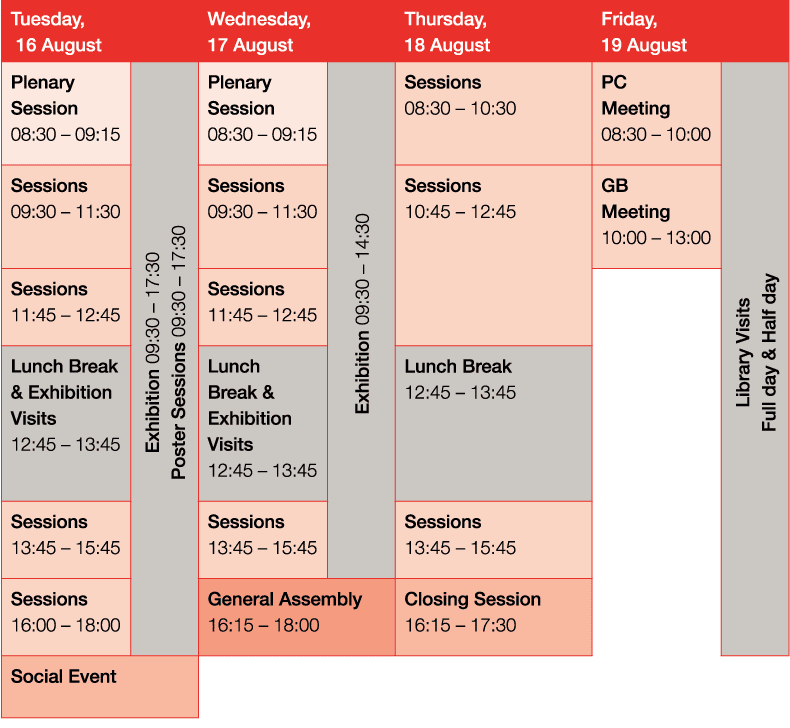 Tuesday,
16 August
Plenary
Session
08:30 – 09:15
Sessions
09:30 – 11:30
Sessions
11:45 – 12:45
Lunch Break
& Exhibition
Visits
12:45 – 13:45
Sessions
13:45 – 15:45
Sessions
16:00 – 18:00
Social Event
Exhibition 09:30 – 17:30
Poster Sessions 09:30 – 17:30
Wednesday,
17 August
Plenary
Session
08:30 – 09:15
Sessions
09:30 – 11:30
Sessions
11:45 – 12:45
Lunch
Break &
Exhibition
Visits
12:45 – 13:45
Sessions
13:45 – 15:45
General Assembly
16:15 – 18:00
Exhibition 09:30 – 14:30
Thursday,
18 August
Sessions
08:30 – 10:30
Sessions
10:45 – 12:45
Lunch Break
12:45 – 13:45
Sessions
13:45 – 15:45
Closing Session
16:15 – 17:30
Friday,
19 August
PC
Meeting
08:30 – 10:00
GB
Meeting
10:00 – 13:00
Library Visits
Full day & Half day